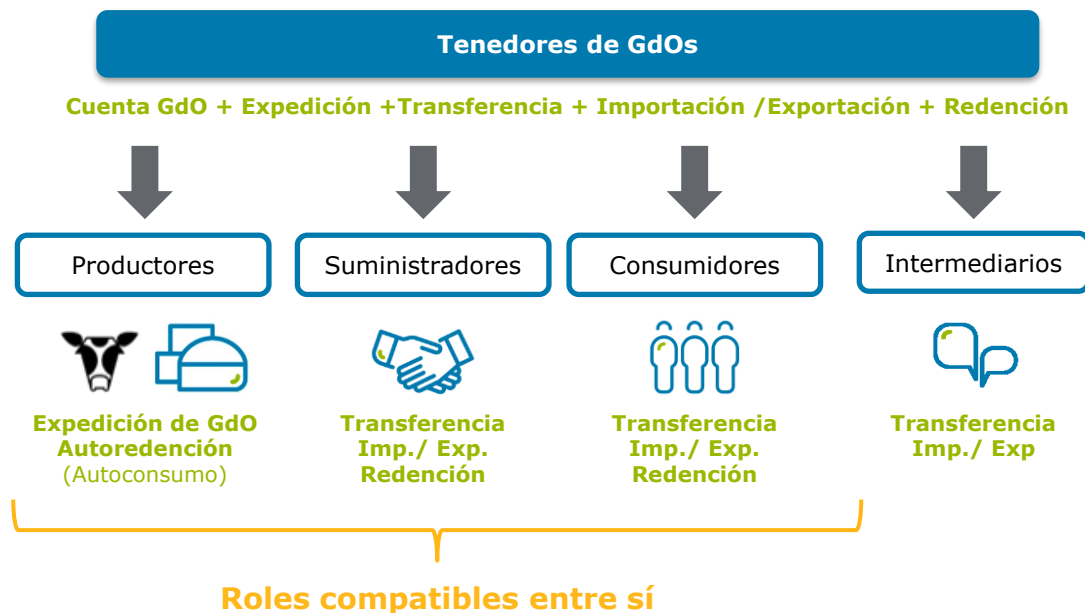 Tenedores de GdOs
Cuenta GdO + Expedición +Transferencia + Importación /Exportación + Redención
Productores
Suministradores
Consumidores
Intermediarios
Expedición de GdO
Autoredención
(Autoconsumo)
Transferencia
Imp./ Exp.
Redención
Transferencia
Imp./ Exp.
Redención
Transferencia
Imp./ Exp
Roles compatibles entre sí